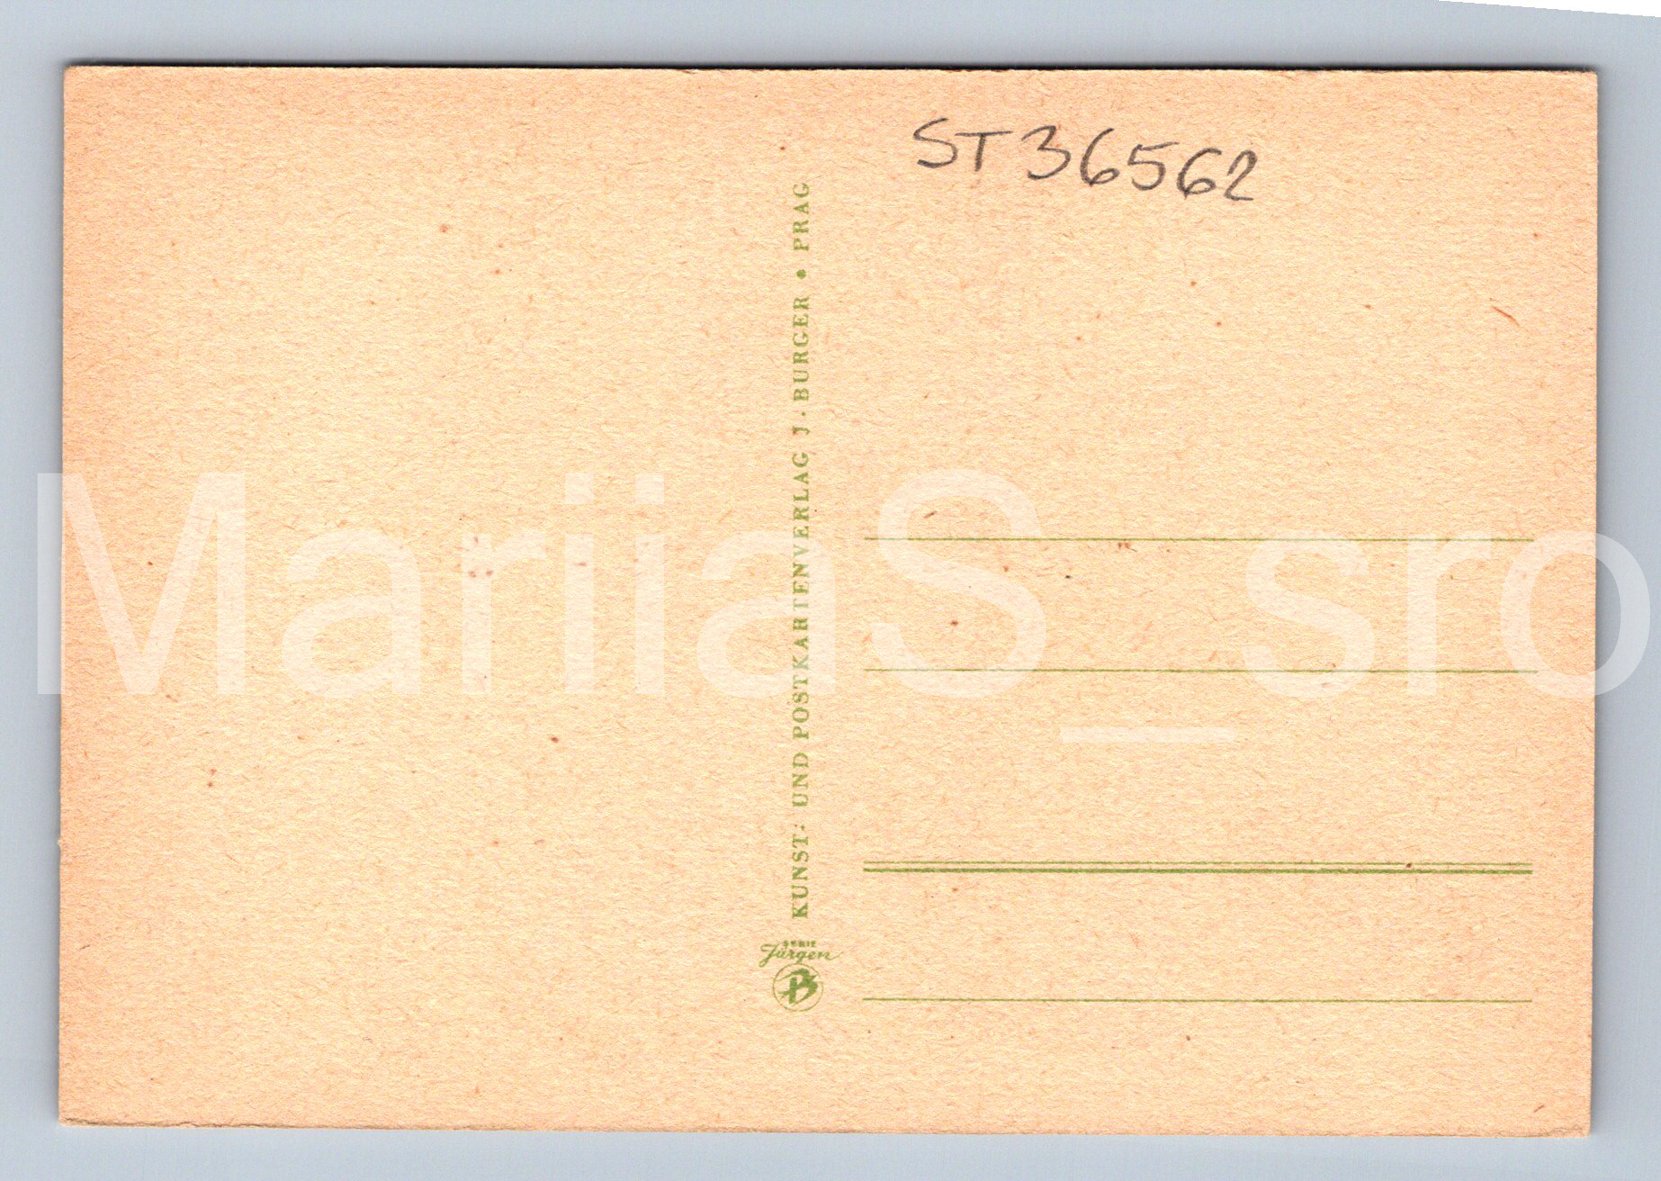 ST36562
KUNST: UND POSTKARTENVERLAG J. BURGER • PRAG
SERIE
Jürgen
B
MariiaS_sro